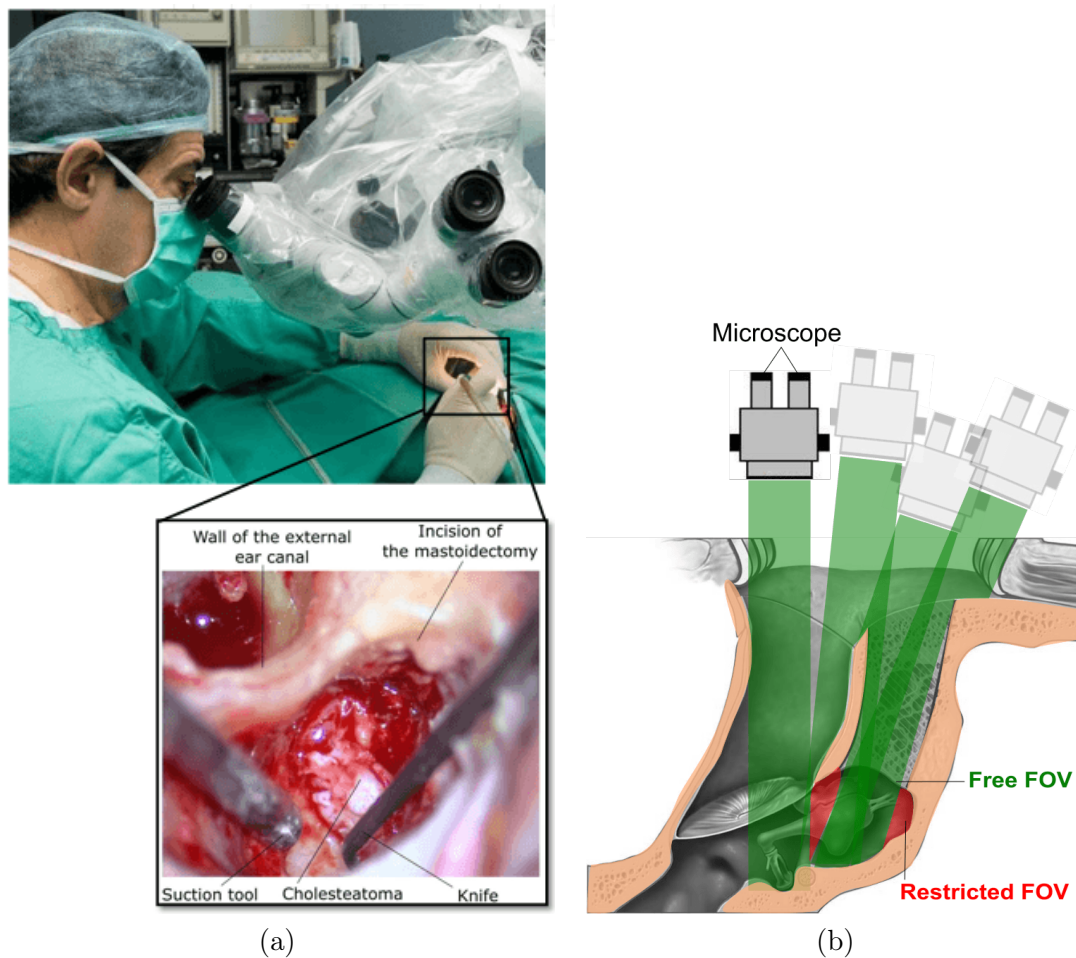 Wall of the external
ear canal
Incision of
the mastoidectomy
Suction tool
Cholesteatoma
Knife
(a)
Microscope
Free FOV
Restricted FOV
(b)